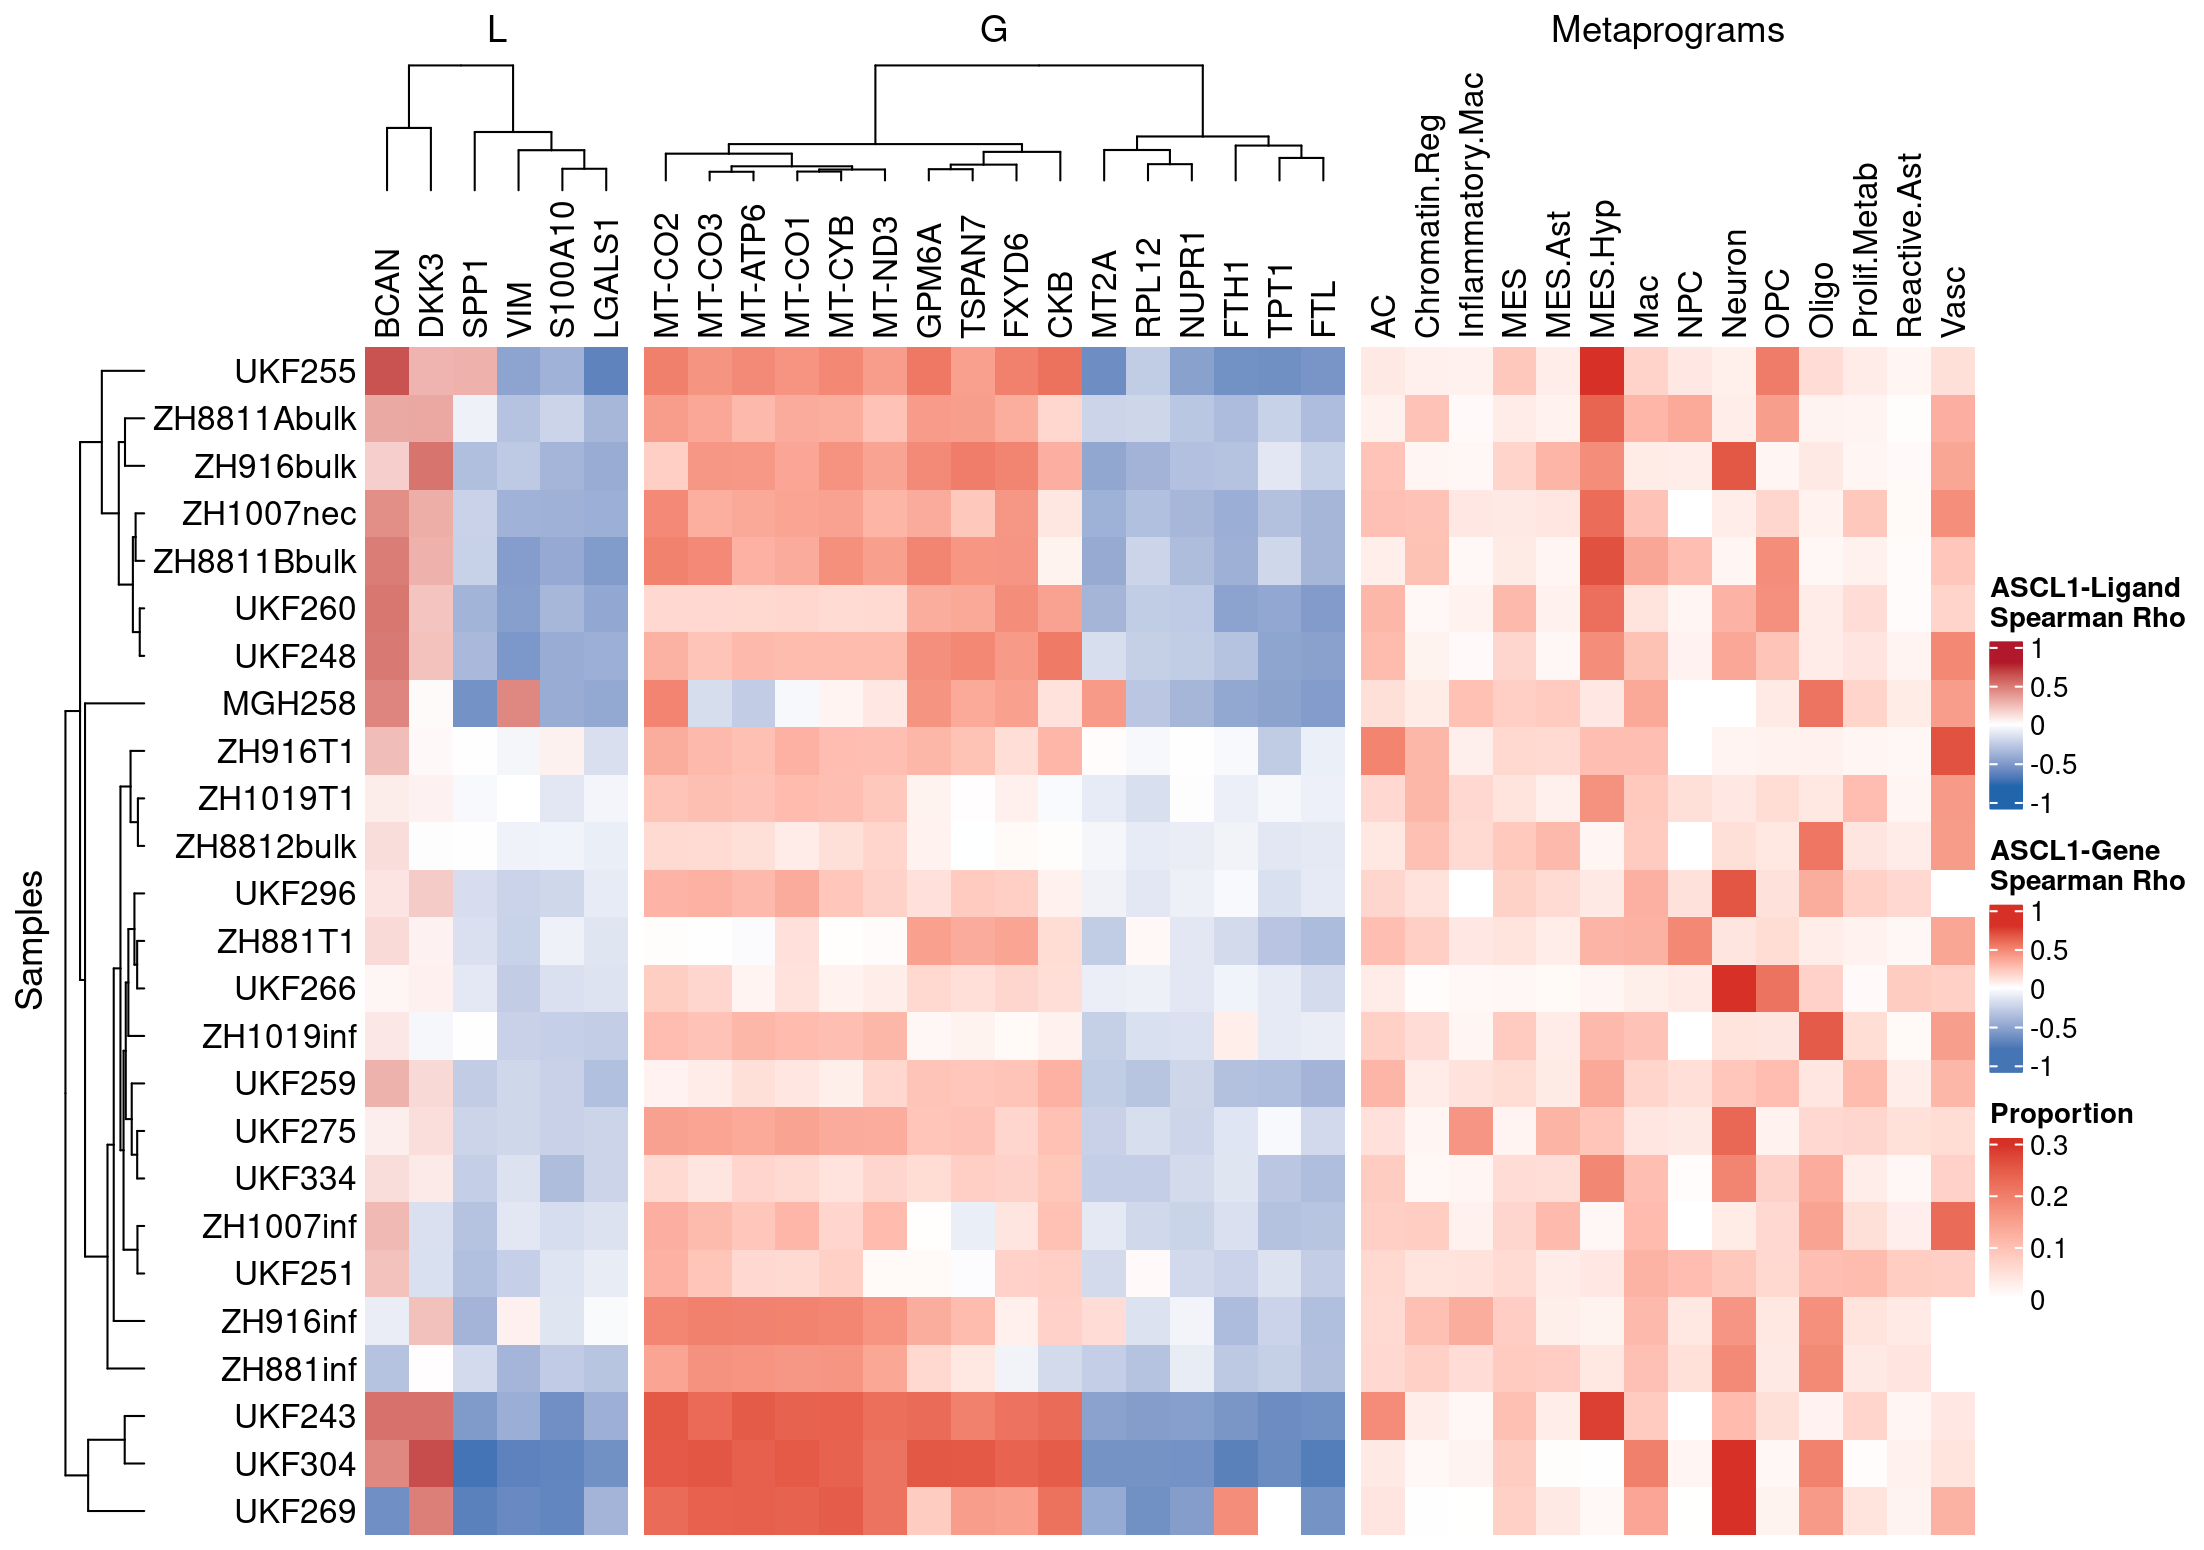 L
G
Metaprograms
BCAN
DKK3
SPP1
VIM
S100A10
LGALS1
MT-CO2
MT-CO3
MT-ATP6
MT-CO1
MT-CYB
MT-ND3
GPM6A
TSPAN7
FXYD6
CKB
MT2A
RPL12
NUPR1
FTH1
TPT1
FTL
AC
Chromatin.Reg
Inflammatory.Mac
MES
MES.Ast
MES.Hyp
Mac
NPC
Neuron
OPC
Oligo
Prolif.Metab
Reactive.Ast
Vasc
Samples
UKF255
ZH8811Abulk
ZH916bulk
ZH1007nec
ZH8811Bbulk
UKF260
UKF248
MGH258
ZH916T1
ZH1019T1
ZH8812bulk
UKF296
ZH881T1
UKF266
ZH1019inf
UKF259
UKF275
UKF334
ZH1007inf
UKF251
ZH916inf
ZH881inf
UKF243
UKF304
UKF269
ASCL1-Ligand
Spearman Rho
1
0.5
0
-0.5
-1
ASCL1-Gene
Spearman Rho
1
0.5
0
-0.5
-1
Proportion
0.3
0.2
0.1
0